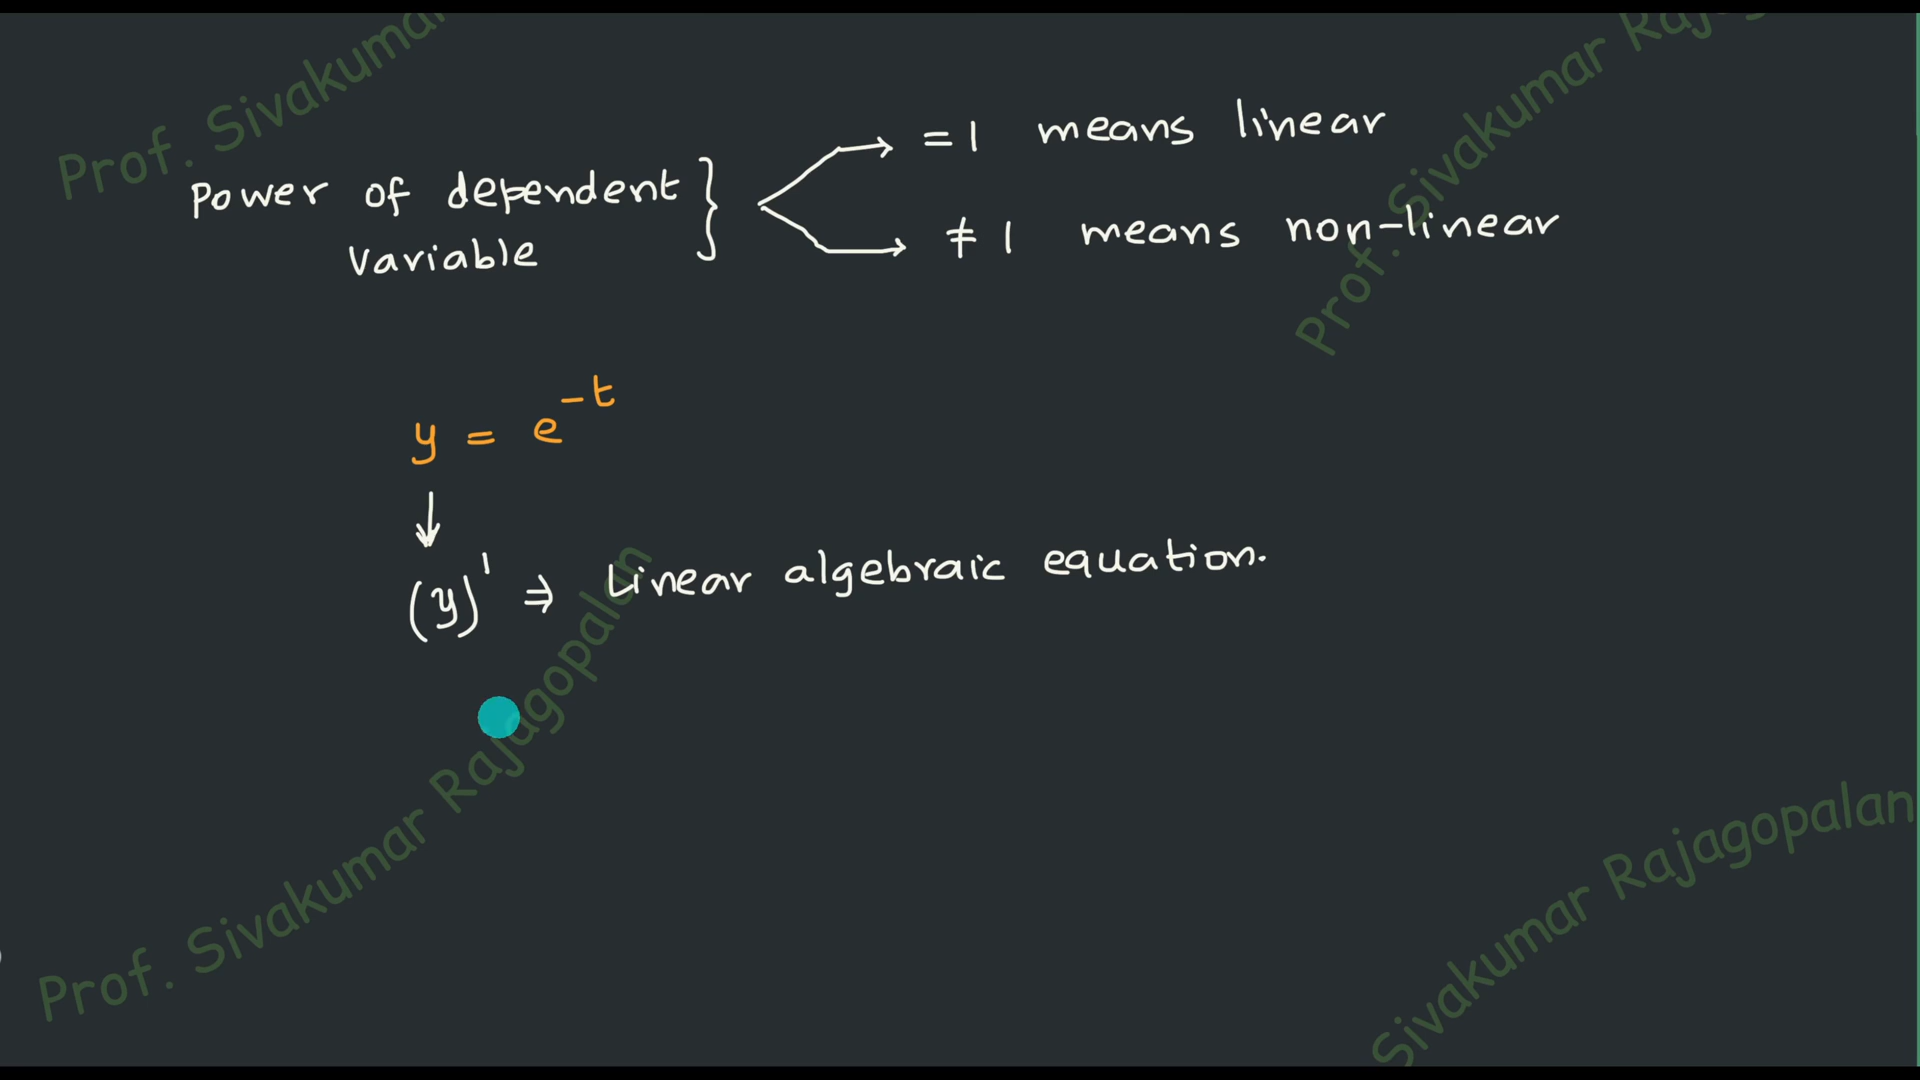 Prof. Sivakumar
Prof. Sivakumar
Power of dependent } = 1 means linear
variable ≠ 1 means non-linear
y = e^-t
↓
(y)^1 ⇒ Linear algebraic equation.
Prof. Sivakumar Rajagopalan
Sivakumar Rajagopalan